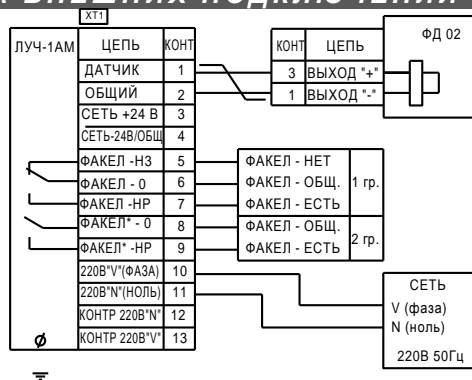 ВНЕШНИХ ПОДКЛЮЧЕНИЙ
XT1
ЛУЧ-1АМ
ЦЕПЬ КОНТ
ДАТЧИК 1
ОБЩИЙ 2
СЕТЬ +24 В 3
СЕТЬ-24В/ОБЩ 4
ФАКЕЛ -НЗ 5
ФАКЕЛ - 0 6
ФАКЕЛ -НР 7
ФАКЕЛ* - 0 8
ФАКЕЛ* -НР 9
220В"V"(ФАЗА) 10
220В"N"(НОЛЬ) 11
КОНТР 220В"N" 12
КОНТР 220В"V" 13
КОНТ ЦЕПЬ
3 ВЫХОД "+"
1 ВЫХОД "-"
ФД 02
ФАКЕЛ - НЕТ
ФАКЕЛ - ОБЩ.
ФАКЕЛ - ЕСТЬ
1 гр.
ФАКЕЛ - ОБЩ.
ФАКЕЛ - ЕСТЬ
2 гр.
СЕТЬ
V (фаза)
N (ноль)
220В 50Гц